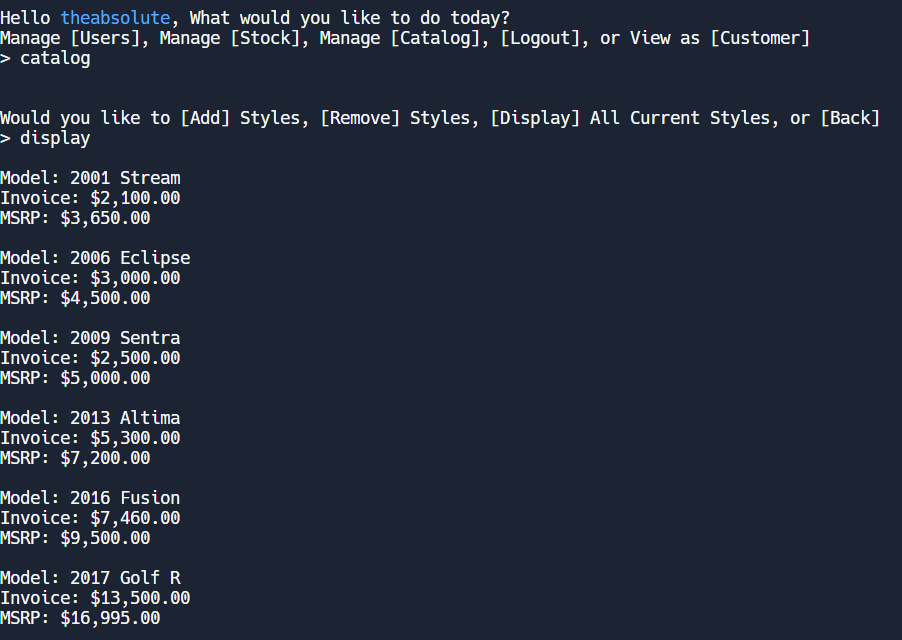 Hello theabsolute, What would you like to do today?
Manage [Users], Manage [Stock], Manage [Catalog], [Logout], or View as [Customer]
> catalog
Would you like to [Add] Styles, [Remove] Styles, [Display] All Current Styles, or [Back]
> display
Model: 2001 Stream
Invoice: $2,100.00
MSRP: $3,650.00
Model: 2006 Eclipse
Invoice: $3,000.00
MSRP: $4,500.00
Model: 2009 Sentra
Invoice: $2,500.00
MSRP: $5,000.00
Model: 2013 Altima
Invoice: $5,300.00
MSRP: $7,200.00
Model: 2016 Fusion
Invoice: $7,460.00
MSRP: $9,500.00
Model: 2017 Golf R
Invoice: $13,500.00
MSRP: $16,995.00